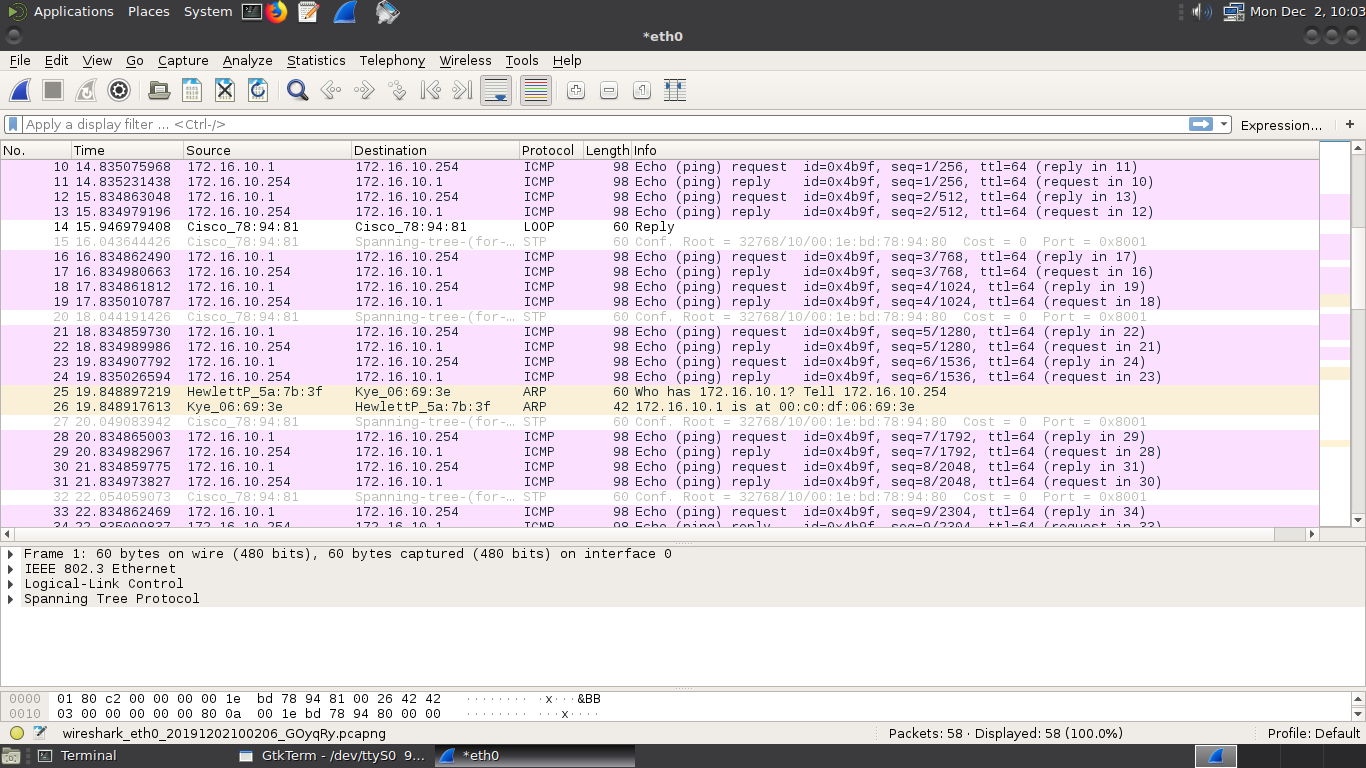 Applications Places System Mon Dec 2, 10:03
*eth0
File Edit View Go Capture Analyze Statistics Telephony Wireless Tools Help
Apply a display filter ... <Ctrl-/> Expression... +
No. Time Source Destination Protocol Length Info
10 14.835075968 172.16.10.1 172.16.10.254 ICMP 98 Echo (ping) request id=0x4b9f, seq=1/256, ttl=64 (reply in 11)
11 14.835231438 172.16.10.254 172.16.10.1 ICMP 98 Echo (ping) reply id=0x4b9f, seq=1/256, ttl=64 (request in 10)
12 15.834863048 172.16.10.1 172.16.10.254 ICMP 98 Echo (ping) request id=0x4b9f, seq=2/512, ttl=64 (reply in 13)
13 15.834979196 172.16.10.254 172.16.10.1 ICMP 98 Echo (ping) reply id=0x4b9f, seq=2/512, ttl=64 (request in 12)
14 15.946979408 Cisco_78:94:81 Cisco_78:94:81 LOOP 60 Reply
15 16.043644426 Cisco_78:94:81 Spanning-tree-(for-... STP 60 Conf. Root = 32768/10/00:1e:bd:78:94:80 Cost = 0 Port = 0x8001
16 16.834862490 172.16.10.1 172.16.10.254 ICMP 98 Echo (ping) request id=0x4b9f, seq=3/768, ttl=64 (reply in 17)
17 16.834980663 172.16.10.254 172.16.10.1 ICMP 98 Echo (ping) reply id=0x4b9f, seq=3/768, ttl=64 (request in 16)
18 17.834861812 172.16.10.1 172.16.10.254 ICMP 98 Echo (ping) request id=0x4b9f, seq=4/1024, ttl=64 (reply in 19)
19 17.835010787 172.16.10.254 172.16.10.1 ICMP 98 Echo (ping) reply id=0x4b9f, seq=4/1024, ttl=64 (request in 18)
20 18.044191426 Cisco_78:94:81 Spanning-tree-(for-... STP 60 Conf. Root = 32768/10/00:1e:bd:78:94:80 Cost = 0 Port = 0x8001
21 18.834859730 172.16.10.1 172.16.10.254 ICMP 98 Echo (ping) request id=0x4b9f, seq=5/1280, ttl=64 (reply in 22)
22 18.834989986 172.16.10.254 172.16.10.1 ICMP 98 Echo (ping) reply id=0x4b9f, seq=5/1280, ttl=64 (request in 21)
23 19.834907792 172.16.10.1 172.16.10.254 ICMP 98 Echo (ping) request id=0x4b9f, seq=6/1536, ttl=64 (reply in 24)
24 19.835026594 172.16.10.254 172.16.10.1 ICMP 98 Echo (ping) reply id=0x4b9f, seq=6/1536, ttl=64 (request in 23)
25 19.848897219 HewlettP_5a:7b:3f Kye_06:69:3e ARP 60 Who has 172.16.10.1? Tell 172.16.10.254
26 19.848917613 Kye_06:69:3e HewlettP_5a:7b:3f ARP 42 172.16.10.1 is at 00:c0:df:06:69:3e
27 20.049083942 Cisco_78:94:81 Spanning-tree-(for-... STP 60 Conf. Root = 32768/10/00:1e:bd:78:94:80 Cost = 0 Port = 0x8001
28 20.834865003 172.16.10.1 172.16.10.254 ICMP 98 Echo (ping) request id=0x4b9f, seq=7/1792, ttl=64 (reply in 29)
29 20.834982967 172.16.10.254 172.16.10.1 ICMP 98 Echo (ping) reply id=0x4b9f, seq=7/1792, ttl=64 (request in 28)
30 21.834859775 172.16.10.1 172.16.10.254 ICMP 98 Echo (ping) request id=0x4b9f, seq=8/2048, ttl=64 (reply in 31)
31 21.834973827 172.16.10.254 172.16.10.1 ICMP 98 Echo (ping) reply id=0x4b9f, seq=8/2048, ttl=64 (request in 30)
32 22.054059073 Cisco_78:94:81 Spanning-tree-(for-... STP 60 Conf. Root = 32768/10/00:1e:bd:78:94:80 Cost = 0 Port = 0x8001
33 22.834862469 172.16.10.1 172.16.10.254 ICMP 98 Echo (ping) request id=0x4b9f, seq=9/2304, ttl=64 (reply in 34)
34 22.835009837 172.16.10.254 172.16.10.1 ICMP 98 Echo (ping) reply id=0x4b9f, seq=9/2304, ttl=64 (request in 33)
Frame 1: 60 bytes on wire (480 bits), 60 bytes captured (480 bits) on interface 0
IEEE 802.3 Ethernet
Logical-Link Control
Spanning Tree Protocol
0000 01 80 c2 00 00 00 00 1e bd 78 94 81 00 26 42 42 ········ ·x···&BB
0010 03 00 00 00 00 00 80 0a 00 1e bd 78 94 80 00 00 ········ ···x····
wireshark_eth0_20191202100206_GOyqRy.pcapng Packets: 58 · Displayed: 58 (100.0%) Profile: Default
Terminal GtkTerm - /dev/ttyS0 9... *eth0